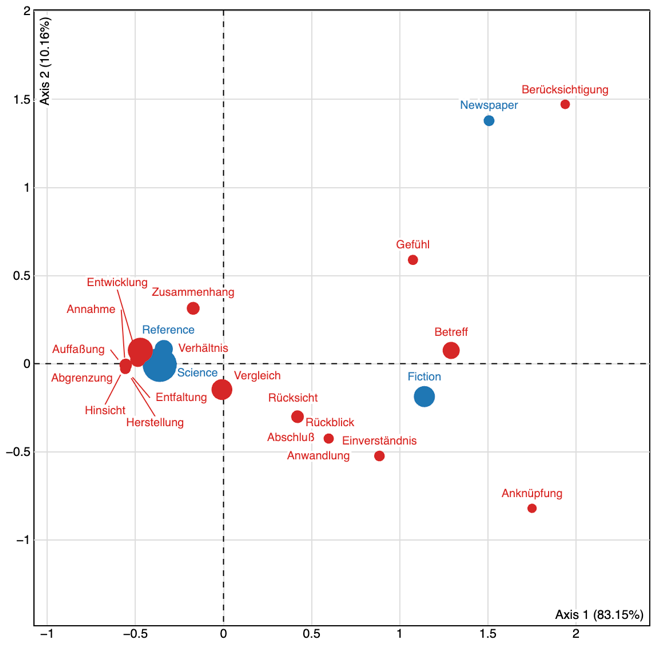 2
Axis 2 (10.16%)
1.5
Berücksichtigung
Newspaper
1
Gefühl
0.5
Entwicklung
Zusammenhang
Annahme
Reference
Betreff
Auffaßung
Verhältnis
0
Science
Abgrenzung
Vergleich
Fiction
Entfaltung
Rücksicht
Hinsicht
Herstellung
Rückblick
Abschluß
Einverständnis
−0.5
Anwandlung
Anknüpfung
−1
Axis 1 (83.15%)
−1
−0.5
0
0.5
1
1.5
2